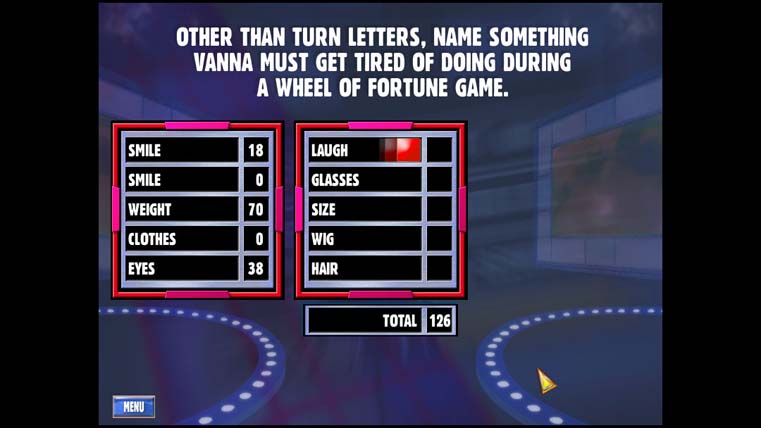 OTHER THAN TURN LETTERS, NAME SOMETHING
VANNA MUST GET TIRED OF DOING DURING
A WHEEL OF FORTUNE GAME.
SMILE 18
SMILE 0
WEIGHT 70
CLOTHES 0
EYES 38
LAUGH
GLASSES
SIZE
WIG
HAIR
TOTAL 126
MENU